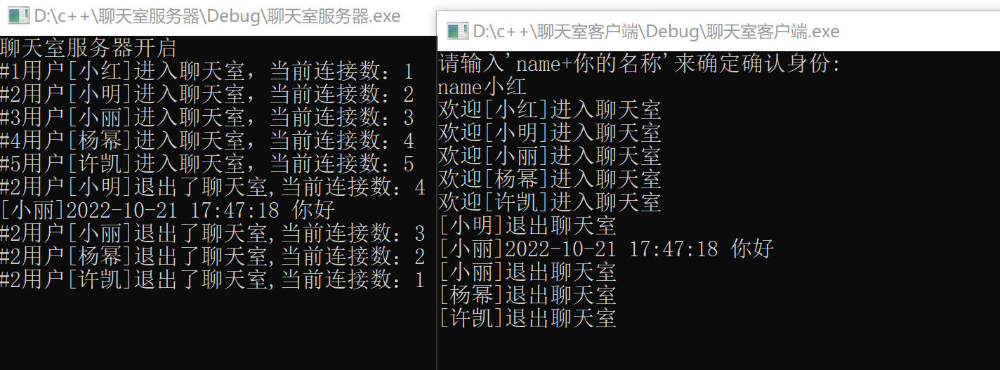 D:\c++\聊天室服务器\Debug\聊天室服务器.exe
聊天室服务器开启
#1用户[小红]进入聊天室，当前连接数：1
#2用户[小明]进入聊天室，当前连接数：2
#3用户[小丽]进入聊天室，当前连接数：3
#4用户[杨幂]进入聊天室，当前连接数：4
#5用户[许凯]进入聊天室，当前连接数：5
#2用户[小明]退出了聊天室,当前连接数：4
[小丽]2022-10-21 17:47:18 你好
#2用户[小丽]退出了聊天室,当前连接数：3
#2用户[杨幂]退出了聊天室,当前连接数：2
#2用户[许凯]退出了聊天室,当前连接数：1
D:\c++\聊天室客户端\Debug\聊天室客户端.exe
请输入'name+你的名称'来确定确认身份:
name小红
欢迎[小红]进入聊天室
欢迎[小明]进入聊天室
欢迎[小丽]进入聊天室
欢迎[杨幂]进入聊天室
欢迎[许凯]进入聊天室
[小明]退出聊天室
[小丽]2022-10-21 17:47:18 你好
[小丽]退出聊天室
[杨幂]退出聊天室
[许凯]退出聊天室